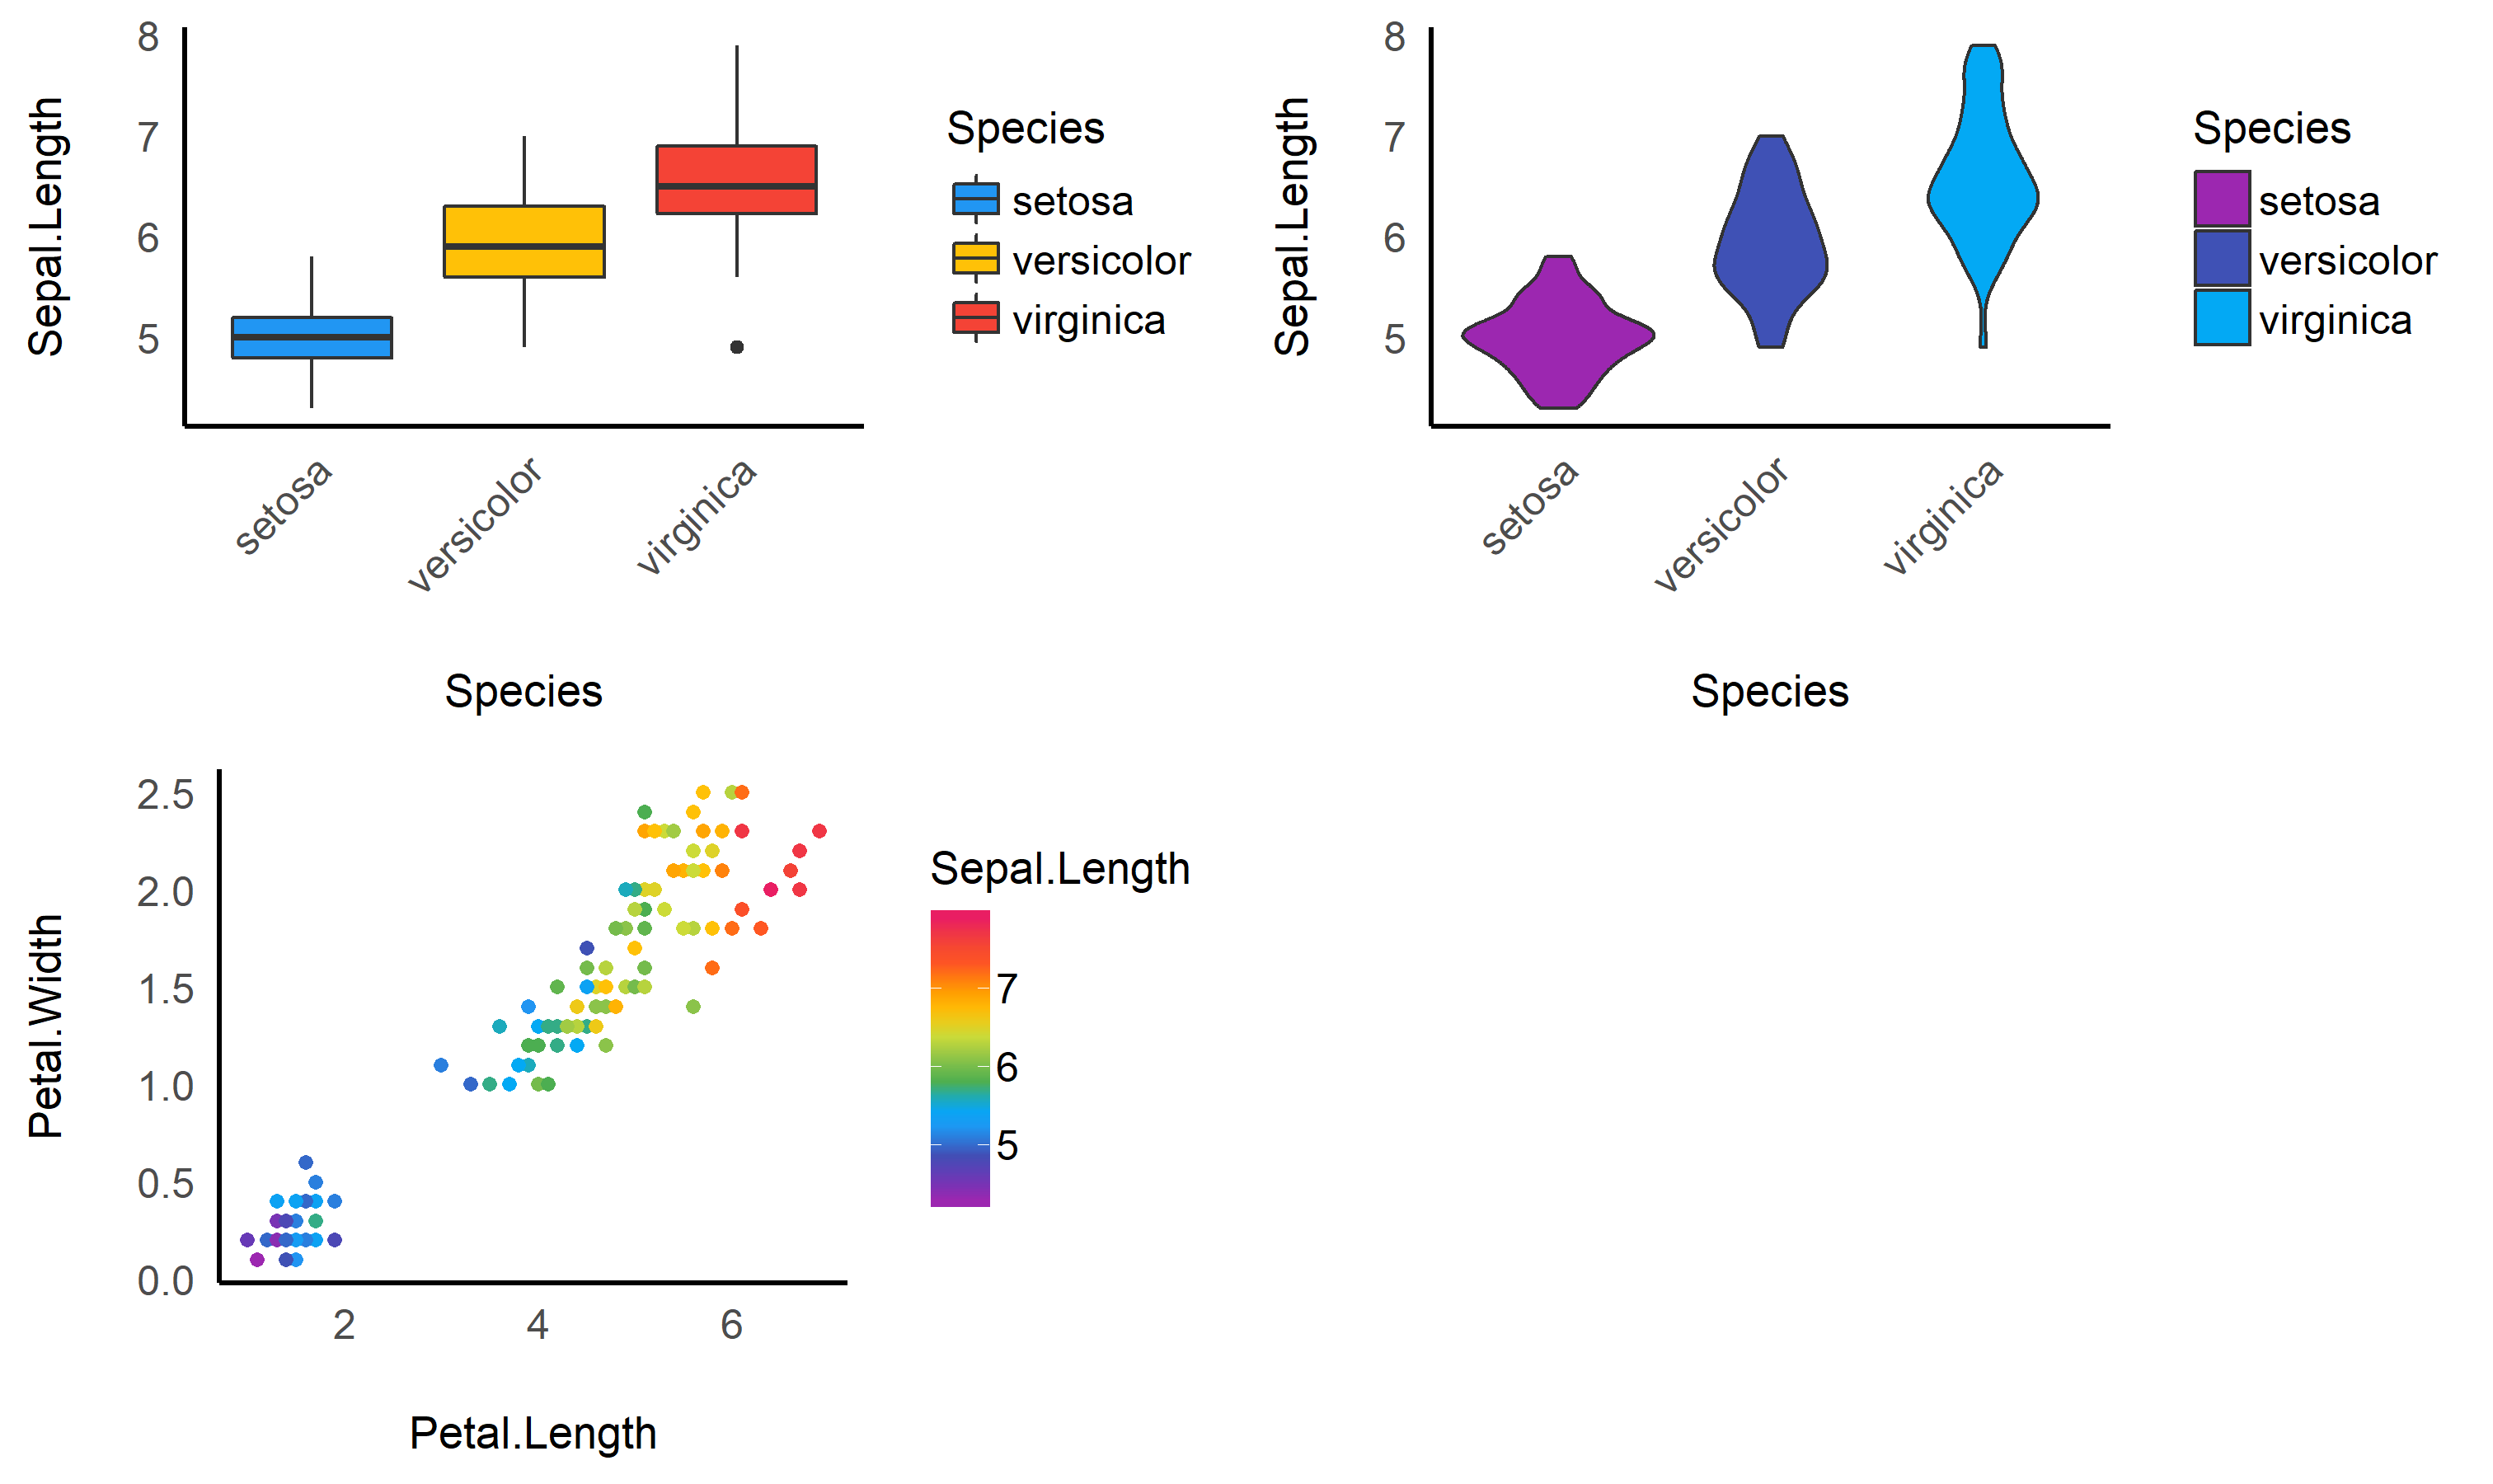 Sepal.Length
8
7
6
5
setosa
versicolor
virginica
Species
Species
setosa
versicolor
virginica
Sepal.Length
8
7
6
5
setosa
versicolor
virginica
Species
Species
setosa
versicolor
virginica
Petal.Width
2.5
2.0
1.5
1.0
0.5
0.0
2 4 6
Petal.Length
Sepal.Length
7
6
5